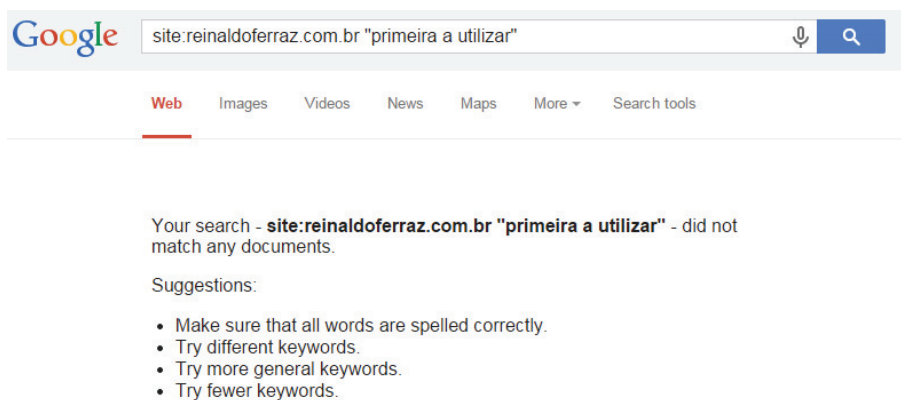 Google site:reinaldoferraz.com.br "primeira a utilizar"
Web Images Videos News Maps More Search tools
Your search - site:reinaldoferraz.com.br "primeira a utilizar" - did not
match any documents.
Suggestions:
• Make sure that all words are spelled correctly.
• Try different keywords.
• Try more general keywords.
• Try fewer keywords.